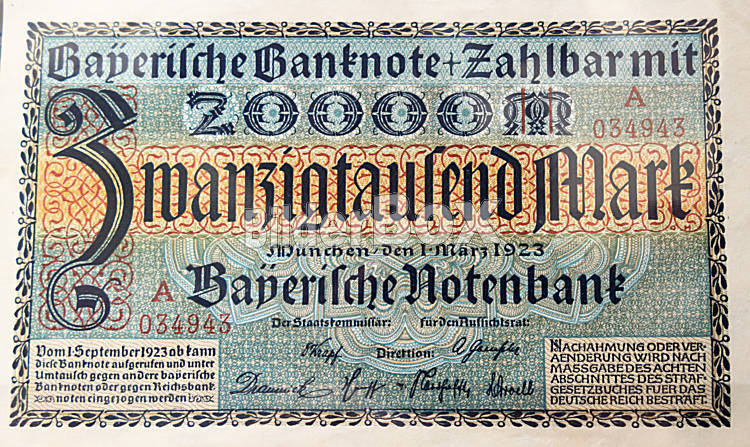 Bayerische Banknote + Zahlbar mit
20000 M
A
034943
Zwanzigtausend Mark
München, den 1. März 1923
Bayerische Notenbank
A
034943
Der Staatskommissär: für den Aufsichtsrat:
Direktion:
Vom 1. September 1923 ab kann
diese Banknote aufgerufen und unter
Umtausch gegen andere bayerische
Banknoten oder gegen Reichsbank-
noten eingezogen werden
NACHAHMUNG ODER VER-
AENDERUNG WIRD NACH
MASSGABE DES ACHTEN
ABSCHNITTES DES STRAF-
GESETZBUCHES FUER DAS
DEUTSCHE REICH BESTRAFT.